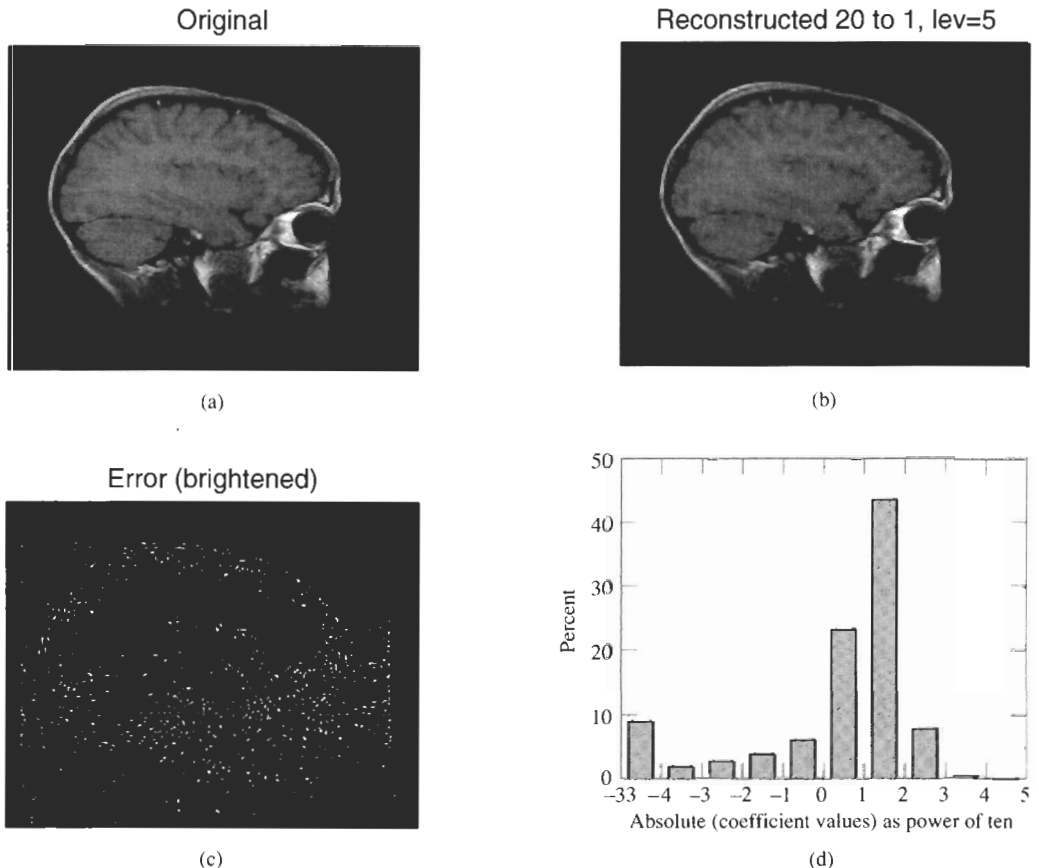 Original
Reconstructed 20 to 1, lev=5
(a)
(b)
Error (brightened)
50
40
30
20
10
0
Percent
−33 −4 −3 −2 −1 0 1 2 3 4 5
Absolute (coefficient values) as power of ten
(c)
(d)